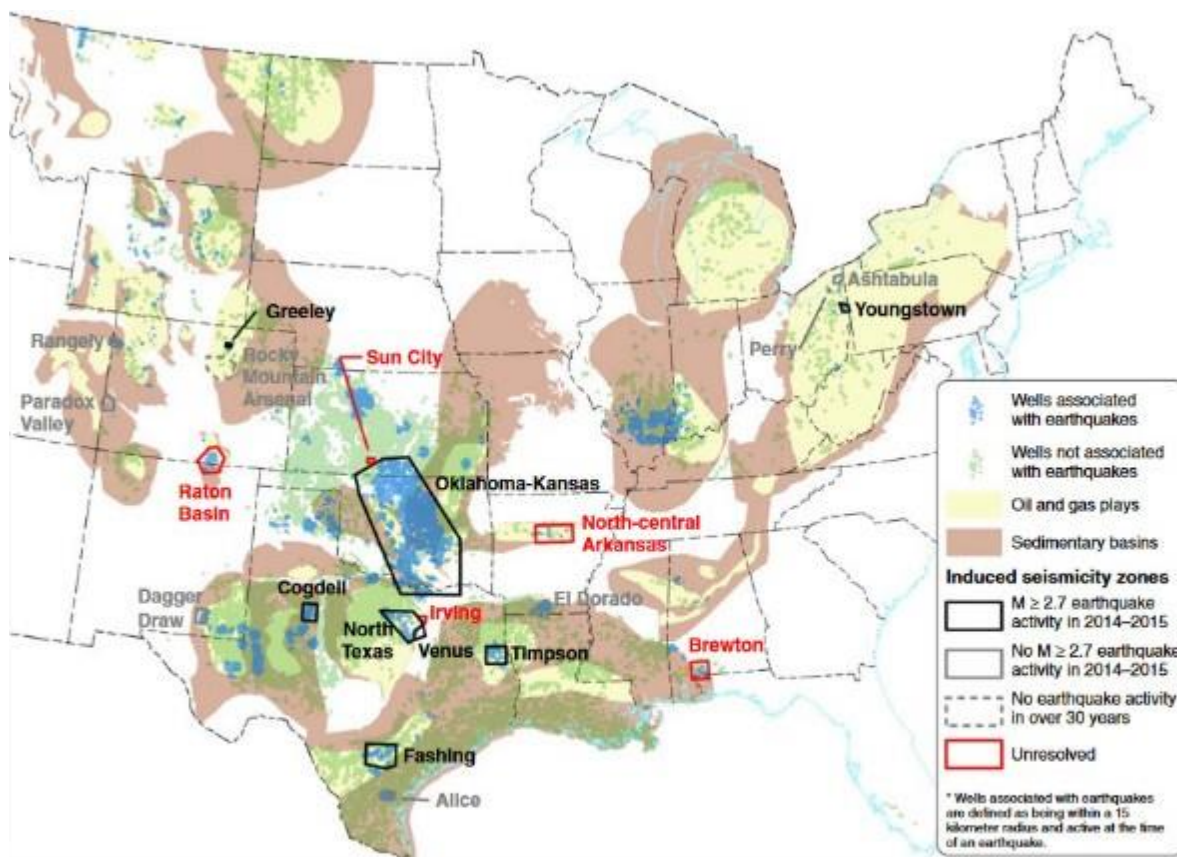 Ashtabula
Youngstown
Greeley
Rangely
Perry
Sun City
Rocky
Mountain
Arsenal
Paradox
Valley
Oklahoma-Kansas
Raton
Basin
North-central
Arkansas
Cogdell
Dagger
Draw
El Dorado
Irving
North
Texas
Venus
Timpson
Brewton
Fashing
Alice
Wells associated
with earthquakes
Wells not associated
with earthquakes
Oil and gas plays
Sedimentary basins
Induced seismicity zones
M ≥ 2.7 earthquake
activity in 2014–2015
No M ≥ 2.7 earthquake
activity in 2014–2015
No earthquake activity
in over 30 years
Unresolved
* Wells associated with earthquakes
are defined as being within a 15
kilometer radius and active at the time
of an earthquake.